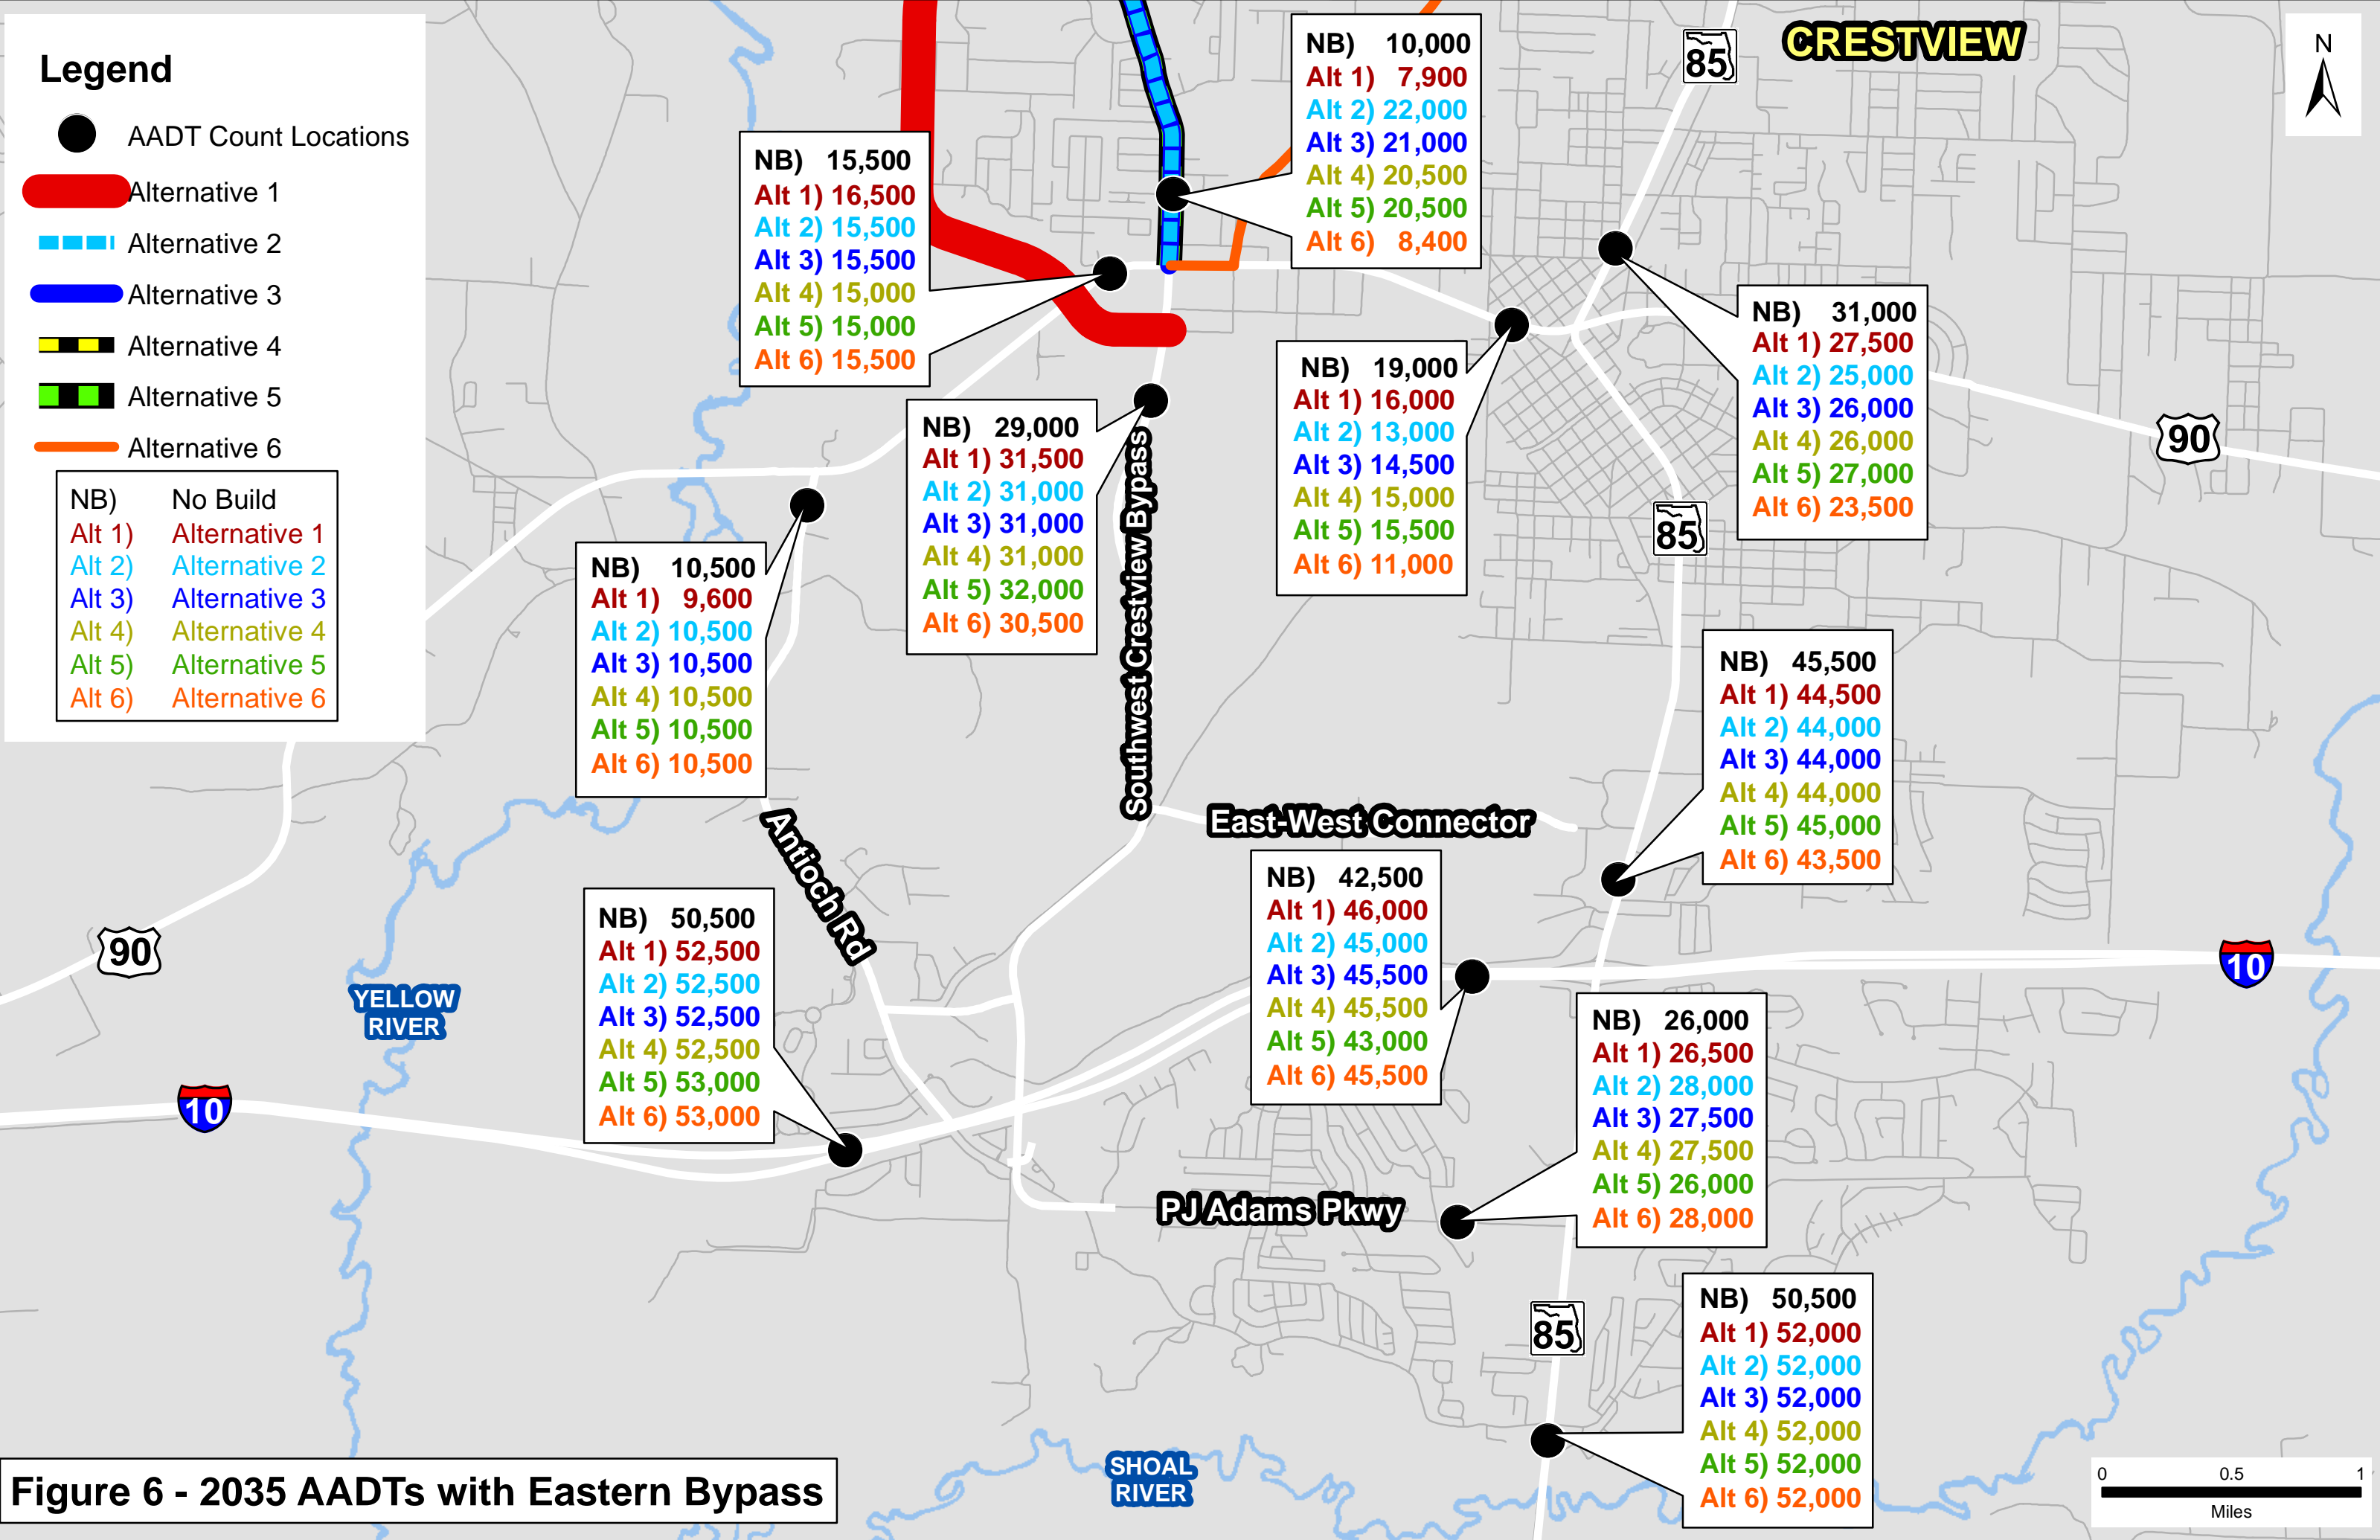 Legend
AADT Count Locations
Alternative 1
Alternative 2
Alternative 3
Alternative 4
Alternative 5
Alternative 6
NB) No Build
Alt 1) Alternative 1
Alt 2) Alternative 2
Alt 3) Alternative 3
Alt 4) Alternative 4
Alt 5) Alternative 5
Alt 6) Alternative 6
NB) 15,500
Alt 1) 16,500
Alt 2) 15,500
Alt 3) 15,500
Alt 4) 15,000
Alt 5) 15,000
Alt 6) 15,500
NB) 10,000
Alt 1) 7,900
Alt 2) 22,000
Alt 3) 21,000
Alt 4) 20,500
Alt 5) 20,500
Alt 6) 8,400
85
CRESTVIEW
N
NB) 31,000
Alt 1) 27,500
Alt 2) 25,000
Alt 3) 26,000
Alt 4) 26,000
Alt 5) 27,000
Alt 6) 23,500
90
NB) 19,000
Alt 1) 16,000
Alt 2) 13,000
Alt 3) 14,500
Alt 4) 15,000
Alt 5) 15,500
Alt 6) 11,000
85
NB) 29,000
Alt 1) 31,500
Alt 2) 31,000
Alt 3) 31,000
Alt 4) 31,000
Alt 5) 32,000
Alt 6) 30,500
Southwest Crestview Bypass
NB) 10,500
Alt 1) 9,600
Alt 2) 10,500
Alt 3) 10,500
Alt 4) 10,500
Alt 5) 10,500
Alt 6) 10,500
NB) 45,500
Alt 1) 44,500
Alt 2) 44,000
Alt 3) 44,000
Alt 4) 44,000
Alt 5) 45,000
Alt 6) 43,500
East-West Connector
Antioch Rd
NB) 42,500
Alt 1) 46,000
Alt 2) 45,000
Alt 3) 45,500
Alt 4) 45,500
Alt 5) 43,000
Alt 6) 45,500
NB) 50,500
Alt 1) 52,500
Alt 2) 52,500
Alt 3) 52,500
Alt 4) 52,500
Alt 5) 53,000
Alt 6) 53,000
90
YELLOW
RIVER
10
10
NB) 26,000
Alt 1) 26,500
Alt 2) 28,000
Alt 3) 27,500
Alt 4) 27,500
Alt 5) 26,000
Alt 6) 28,000
PJ Adams Pkwy
85
NB) 50,500
Alt 1) 52,000
Alt 2) 52,000
Alt 3) 52,000
Alt 4) 52,000
Alt 5) 52,000
Alt 6) 52,000
SHOAL
RIVER
Figure 6 - 2035 AADTs with Eastern Bypass
0 0.5 1
Miles